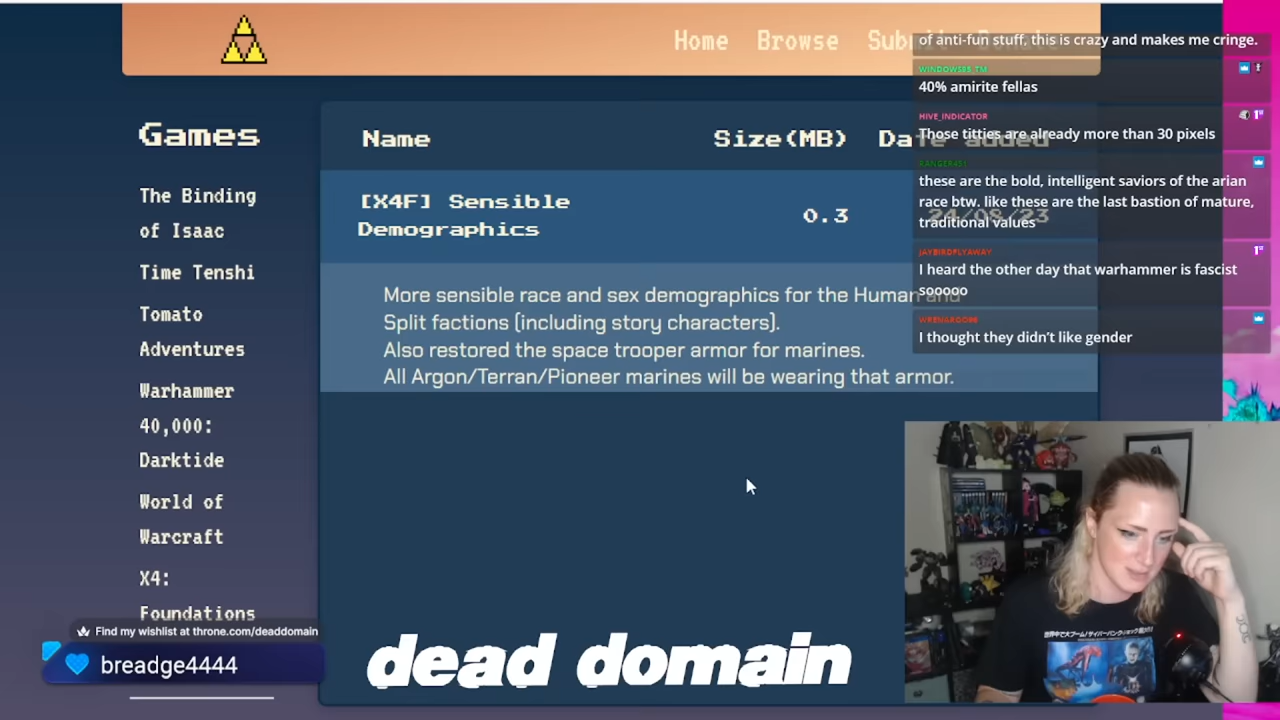 Home Browse
of anti-fun stuff, this is crazy and makes me cringe.
WINDOWS95_TM
40% amirite fellas
HIVE_INDICATOR
Those titties are already more than 30 pixels
these are the bold, intelligent saviors of the arian
race btw. like these are the last bastion of mature,
traditional values
JAYBIRDFLYAWAY
I heard the other day that warhammer is fascist
sooooo
I thought they didn't like gender
Games
The Binding
of Isaac
Time Tenshi
Tomato
Adventures
Warhammer
40,000:
Darktide
World of
Warcraft
X4:
Foundations
Name Size(MB) Date added
[X4F] Sensible
Demographics
0.3 24/08/23
More sensible race and sex demographics for the Human and
Split factions (including story characters).
Also restored the space trooper armor for marines.
All Argon/Terran/Pioneer marines will be wearing that armor.
Find my wishlist at throne.com/deaddomain
breadge4444
dead domain